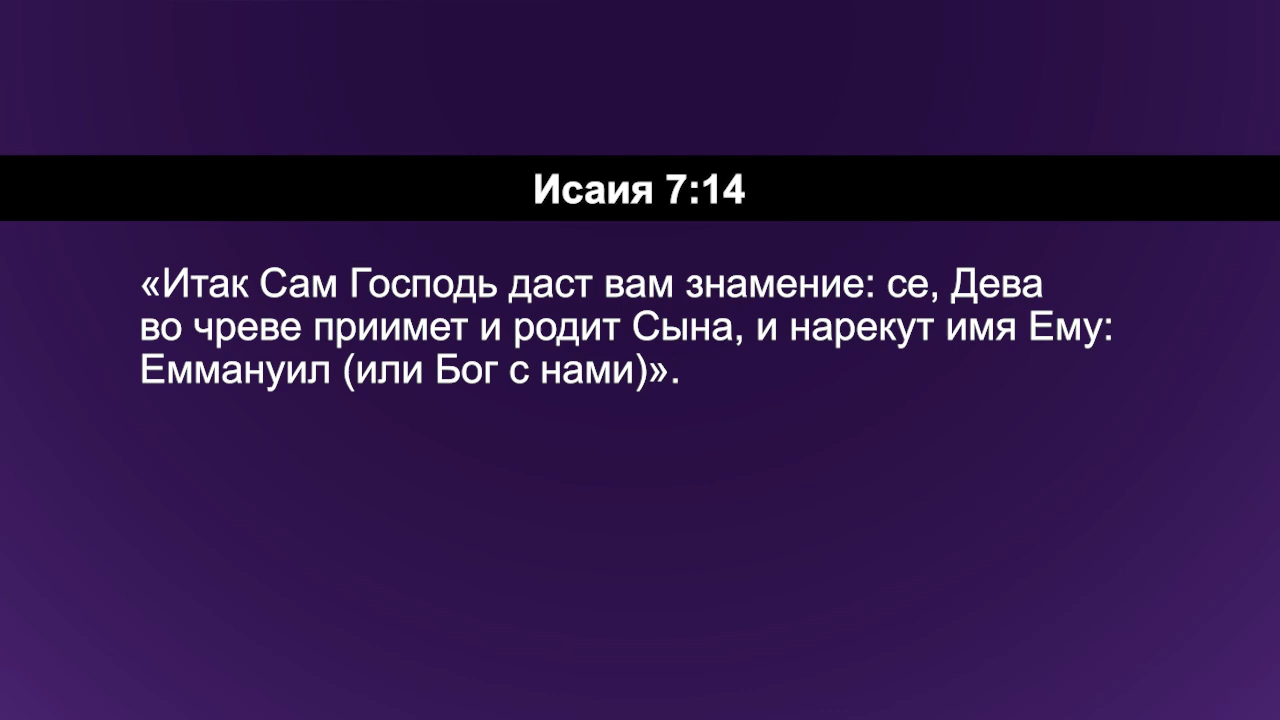 Исаия 7:14
«Итак Сам Господь даст вам знамение: се, Дева
во чреве приимет и родит Сына, и нарекут имя Ему:
Еммануил (или Бог с нами)».